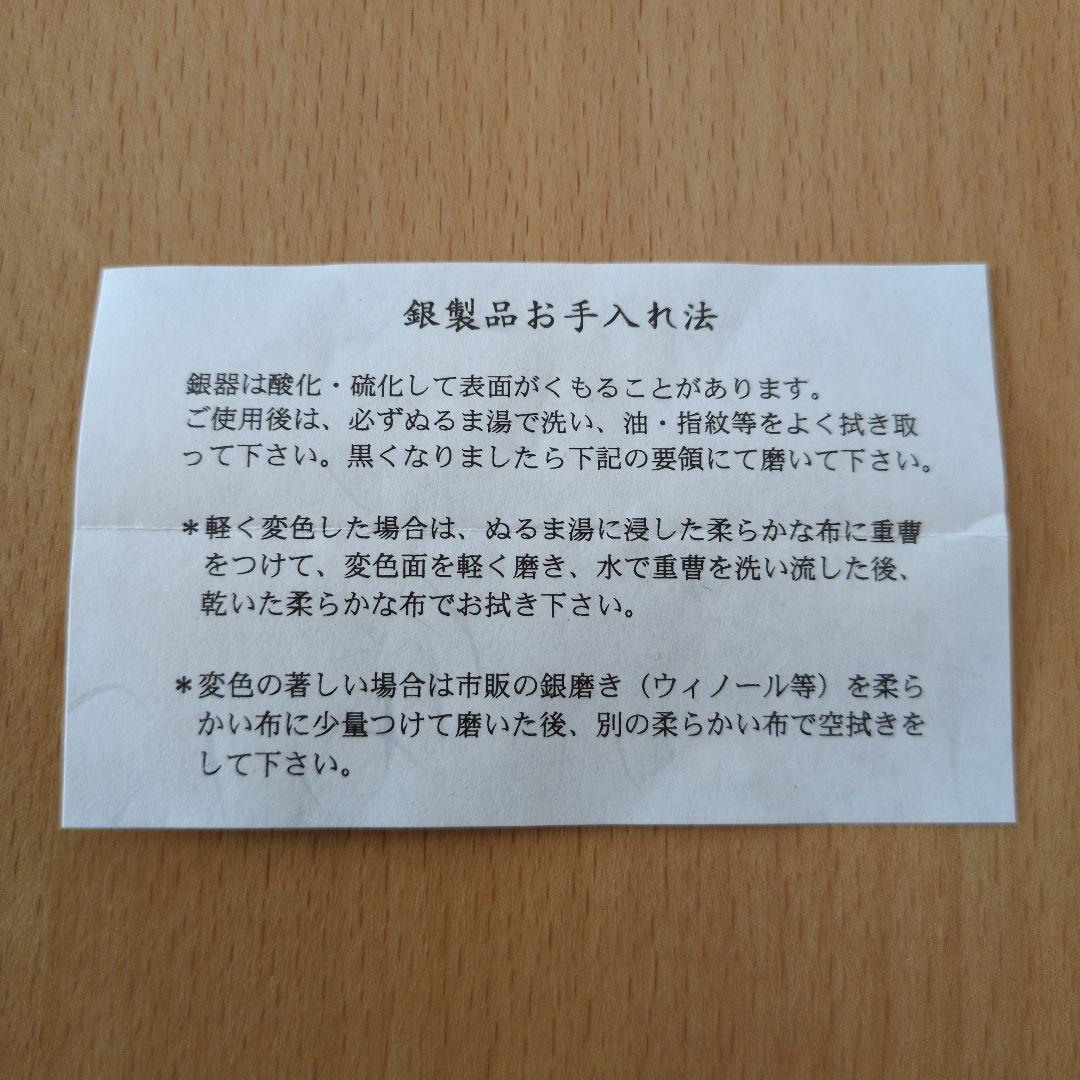 銀製品お手入れ法
銀器は酸化・硫化して表面がくもることがあります。
ご使用後は、必ずぬるま湯で洗い、油・指紋等をよく拭き取
って下さい。黒くなりましたら下記の要領にて磨いて下さい。
＊軽く変色した場合は、ぬるま湯に浸した柔らかな布に重曹
をつけて、変色面を軽く磨き、水で重曹を洗い流した後、
乾いた柔らかな布でお拭き下さい。
＊変色の著しい場合は市販の銀磨き（ウィノール等）を柔ら
かい布に少量つけて磨いた後、別の柔らかい布で空拭きを
して下さい。